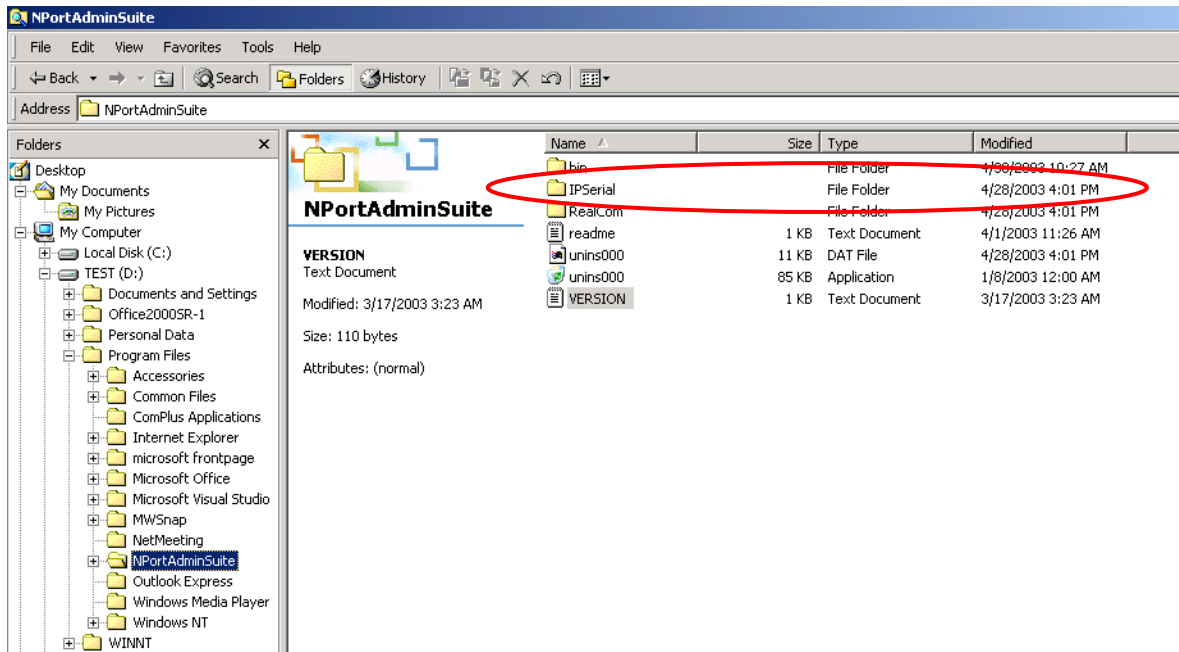 NPortAdminSuite
File Edit View Favorites Tools Help
Back Search Folders History
Address NPortAdminSuite
Folders x
Desktop
My Documents
My Pictures
My Computer
Local Disk (C:)
TEST (D:)
Documents and Settings
Office2000SR-1
Personal Data
Program Files
Accessories
Common Files
ComPlus Applications
Internet Explorer
microsoft frontpage
Microsoft Office
Microsoft Visual Studio
MWSnap
NetMeeting
NPortAdminSuite
Outlook Express
Windows Media Player
Windows NT
WINNT
NPortAdminSuite
VERSION
Text Document
Modified: 3/17/2003 3:23 AM
Size: 110 bytes
Attributes: (normal)
Name Size Type Modified
bin File Folder 4/30/2003 10:27 AM
IPSerial File Folder 4/28/2003 4:01 PM
RealCom File Folder 4/28/2003 4:01 PM
readme 1 KB Text Document 4/1/2003 11:26 AM
unins000 11 KB DAT File 4/28/2003 4:01 PM
unins000 85 KB Application 1/8/2003 12:00 AM
VERSION 1 KB Text Document 3/17/2003 3:23 AM